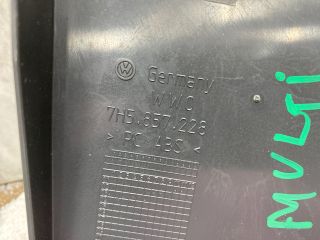 Germany
WWC
7H5.857.228
> PC ABS <
MULTI